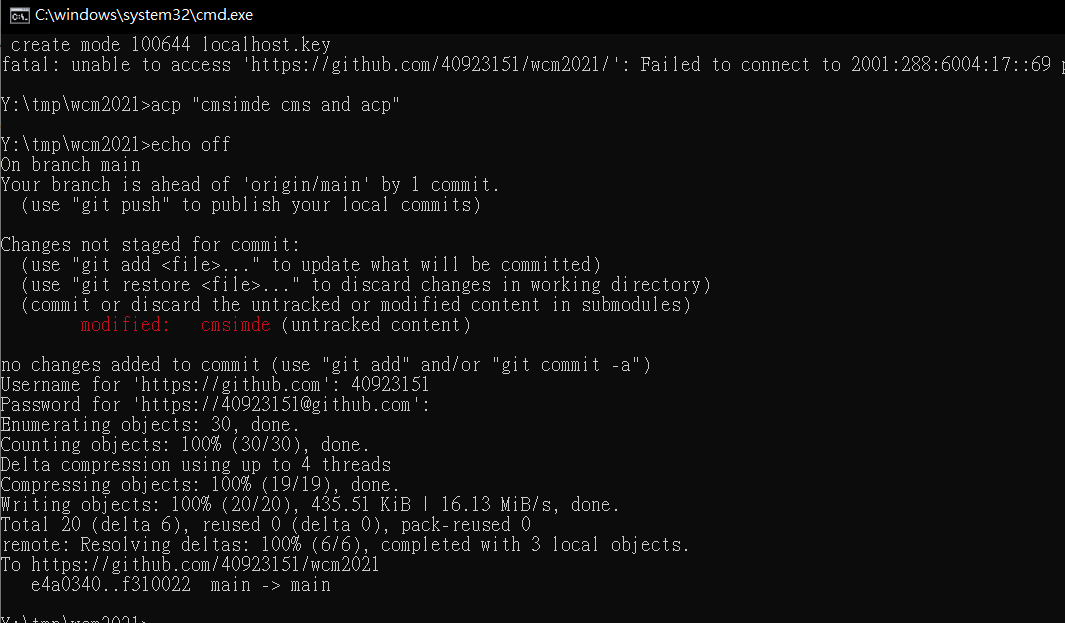 C:\windows\system32\cmd.exe
create mode 100644 localhost.key
fatal: unable to access 'https://github.com/40923151/wcm2021/': Failed to connect to 2001:288:6004:17::69
Y:\tmp\wcm2021>acp "cmsimde cms and acp"
Y:\tmp\wcm2021>echo off
On branch main
Your branch is ahead of 'origin/main' by 1 commit.
(use "git push" to publish your local commits)
Changes not staged for commit:
(use "git add <file>..." to update what will be committed)
(use "git restore <file>..." to discard changes in working directory)
(commit or discard the untracked or modified content in submodules)
modified: cmsimde (untracked content)
no changes added to commit (use "git add" and/or "git commit -a")
Username for 'https://github.com': 40923151
Password for 'https://40923151@github.com':
Enumerating objects: 30, done.
Counting objects: 100% (30/30), done.
Delta compression using up to 4 threads
Compressing objects: 100% (19/19), done.
Writing objects: 100% (20/20), 435.51 KiB | 16.13 MiB/s, done.
Total 20 (delta 6), reused 0 (delta 0), pack-reused 0
remote: Resolving deltas: 100% (6/6), completed with 3 local objects.
To https://github.com/40923151/wcm2021
e4a0340..f310022 main -> main
Y:\tmp\wcm2021>